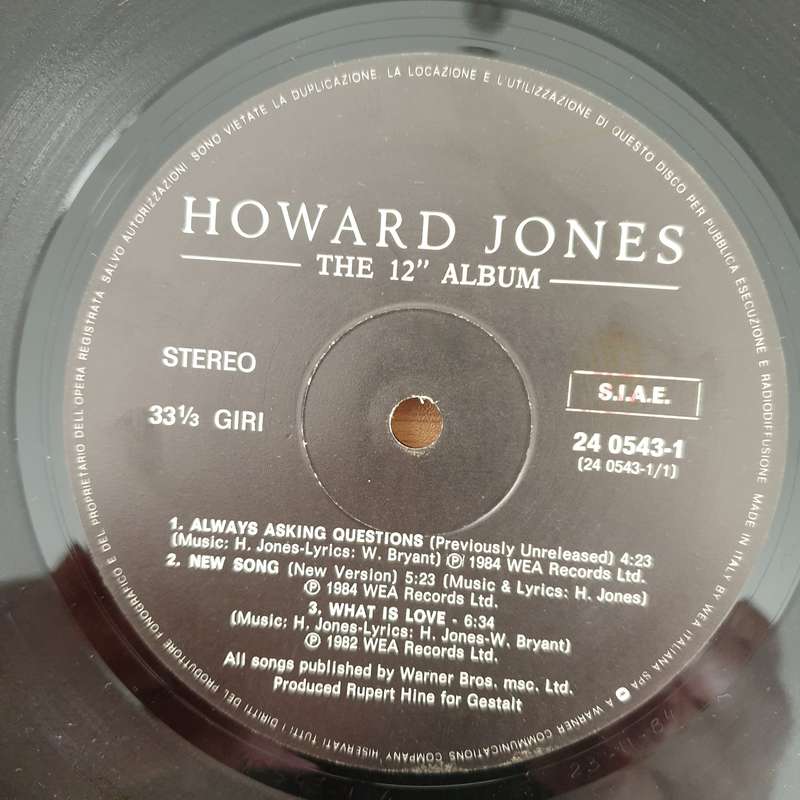 HOWARD JONES
THE 12" ALBUM
STEREO
33 1/3 GIRI
S.I.A.E.
24 0543-1
(24 0543-1/1)
1. ALWAYS ASKING QUESTIONS (Previously Unreleased) 4:23
(Music: H. Jones-Lyrics: W. Bryant) ℗ 1984 WEA Records Ltd.
2. NEW SONG (New Version) 5:23 (Music & Lyrics: H. Jones)
℗ 1984 WEA Records Ltd.
3. WHAT IS LOVE - 6:34
(Music: H. Jones-Lyrics: H. Jones-W. Bryant)
℗ 1982 WEA Records Ltd.
All songs published by Warner Bros. msc. Ltd.
Produced Rupert Hine for Gestalt
RISERVATI TUTTI I DIRITTI DEL PRODUTTORE FONOGRAFICO E DEL PROPRIETARIO DELL'OPERA REGISTRATA. SALVO AUTORIZZAZIONI, SONO VIETATE LA DUPLICAZIONE, LA LOCAZIONE E L'UTILIZZAZIONE DI QUESTO DISCO PER PUBBLICA ESECUZIONE E RADIODIFFUSIONE. MADE IN ITALY BY WEA ITALIANA SPA A WARNER COMMUNICATIONS COMPANY